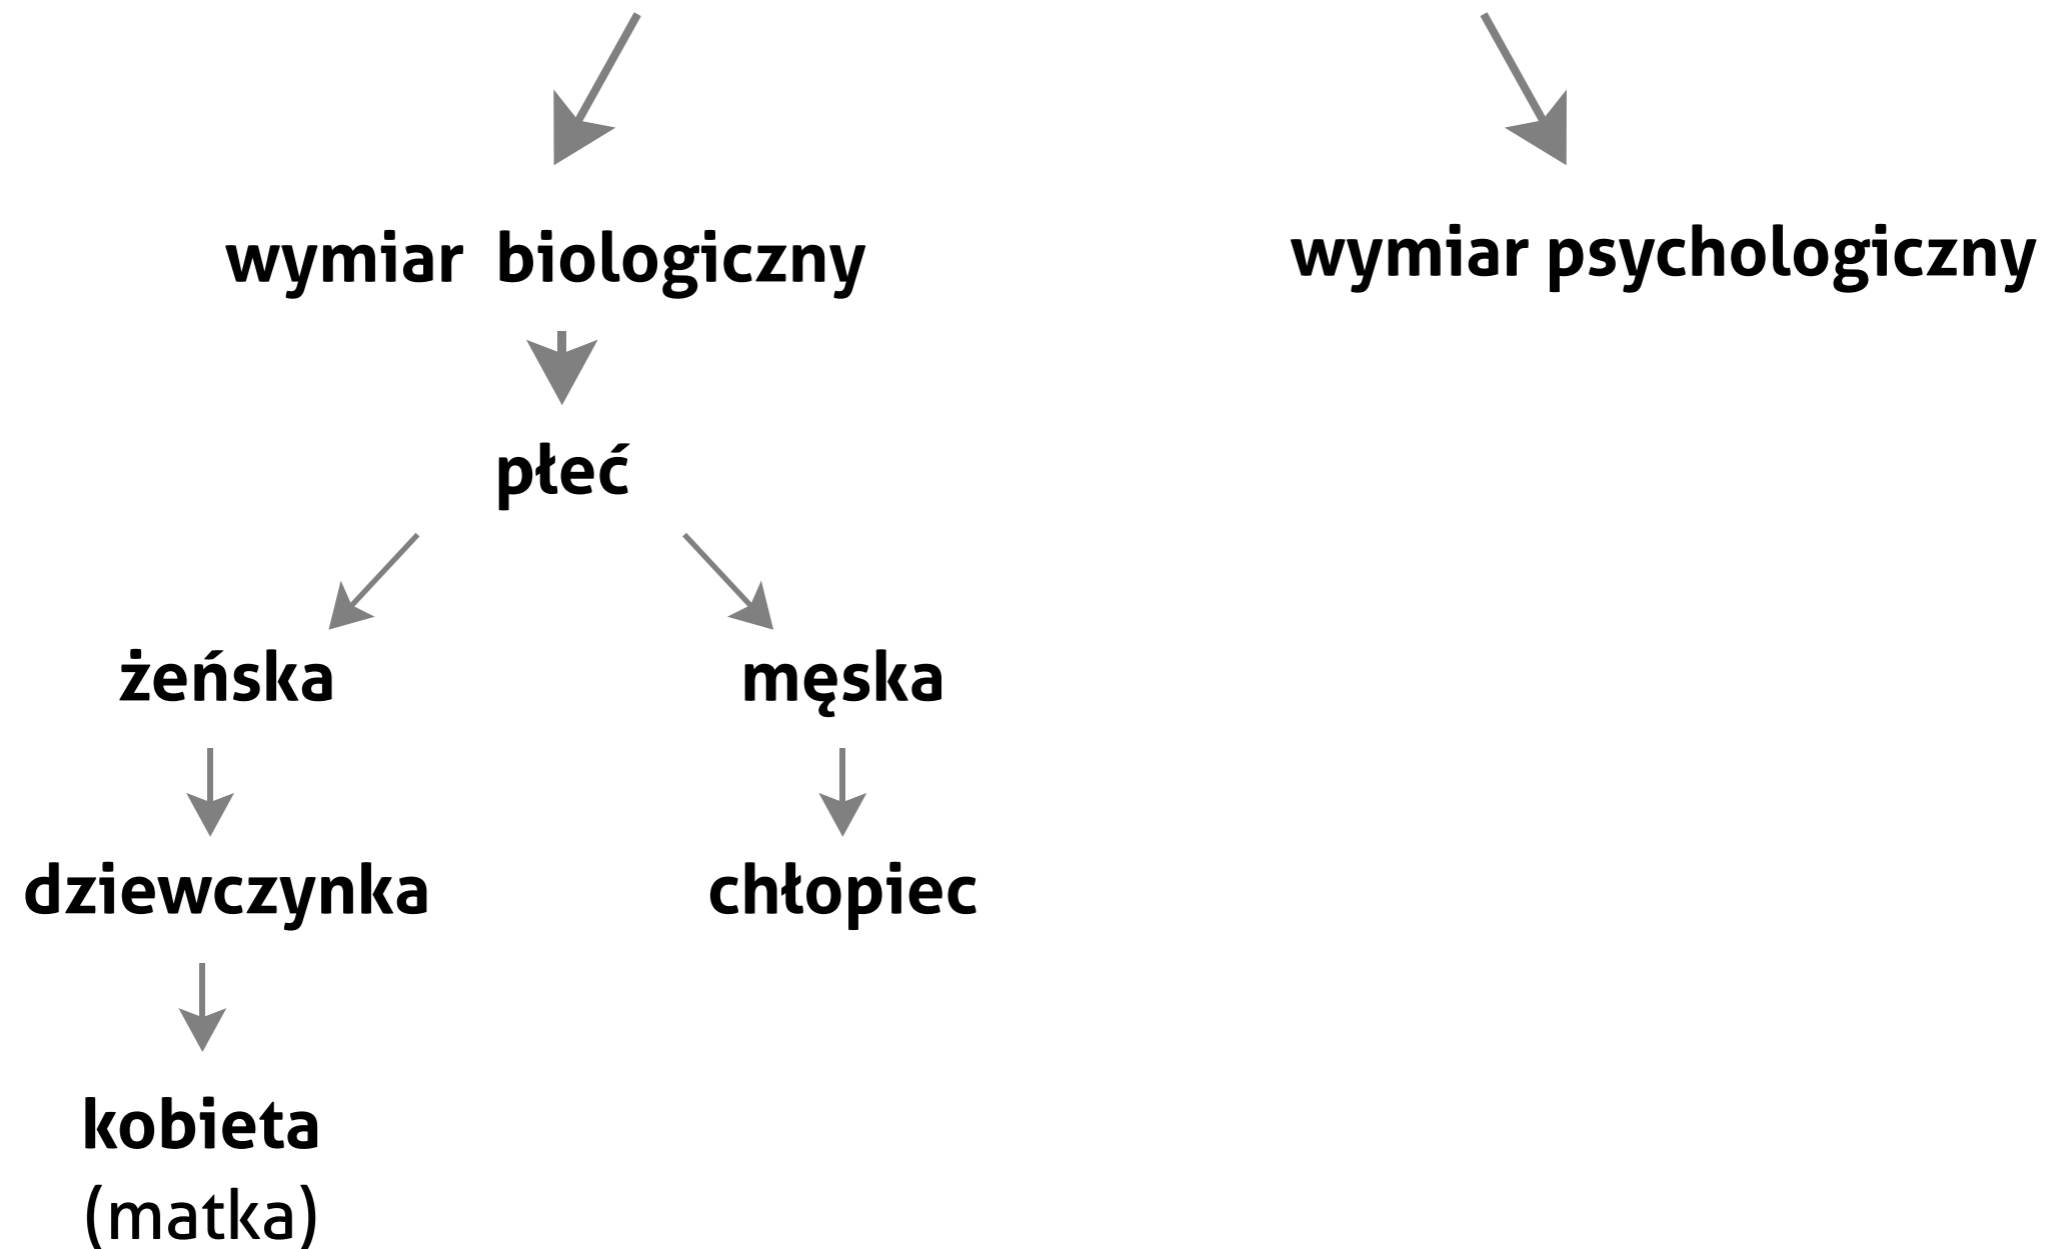 wymiar biologiczny
wymiar psychologiczny
płeć
żeńska
męska
dziewczynka
chłopiec
kobieta
(matka)